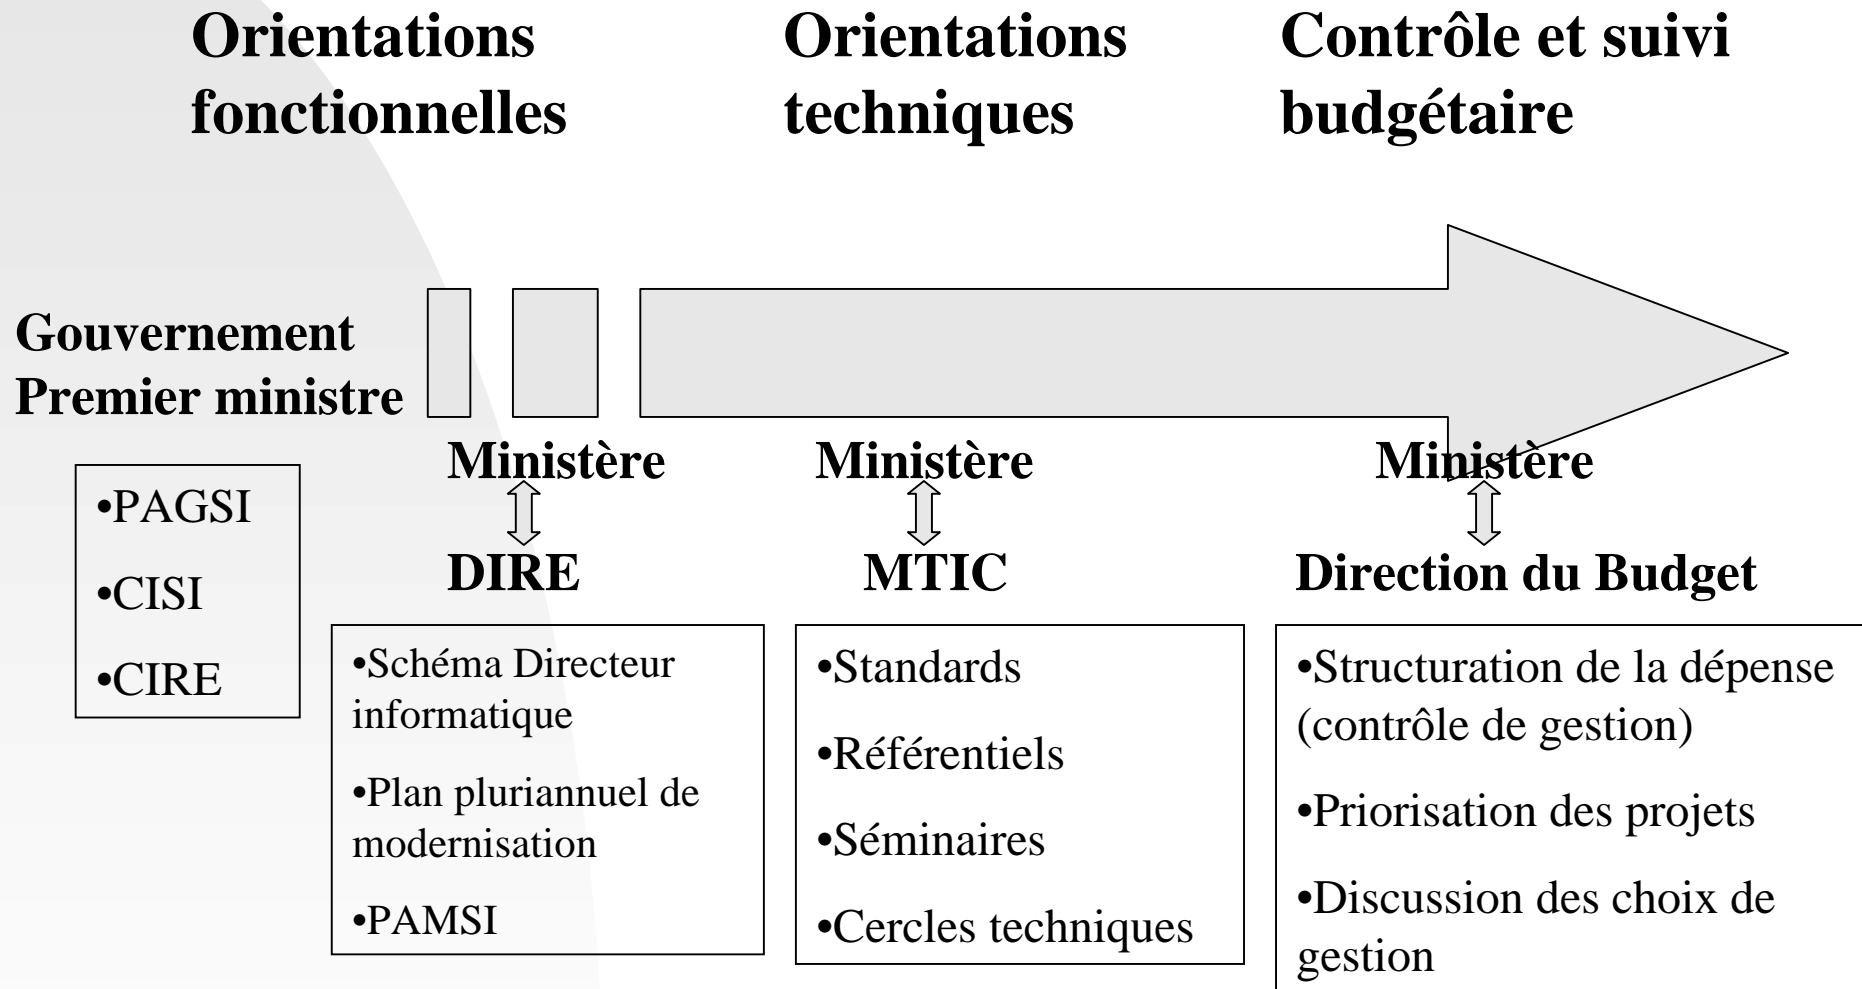 Orientations
fonctionnelles
Orientations
techniques
Contrôle et suivi
budgétaire
Gouvernement
Premier ministre
•PAGSI
•CISI
•CIRE
Ministère
DIRE
•Schéma Directeur
informatique
•Plan pluriannuel de
modernisation
•PAMSI
Ministère
MTIC
•Standards
•Référentiels
•Séminaires
•Cercles techniques
Ministère
Direction du Budget
•Structuration de la dépense
(contrôle de gestion)
•Priorisation des projets
•Discussion des choix de
gestion